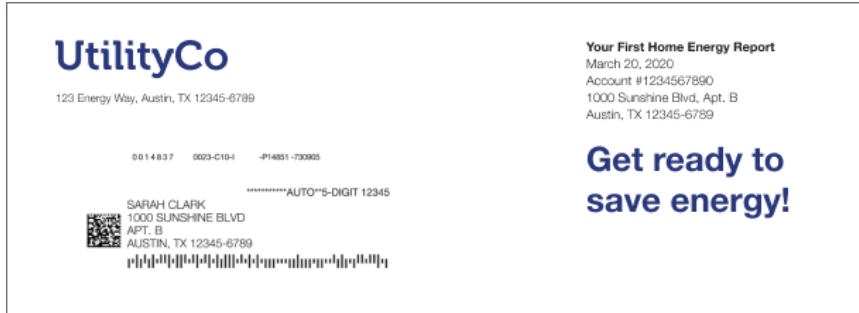 UtilityCo
123 Energy Way, Austin, TX 12345-6789
Your First Home Energy Report
March 20, 2020
Account #1234567890
1000 Sunshine Blvd, Apt. B
Austin, TX 12345-6789
Get ready to
save energy!
0014837 0023-C10-I -P14851 -730905
***********AUTO**5-DIGIT 12345
SARAH CLARK
1000 SUNSHINE BLVD
APT. B
AUSTIN, TX 12345-6789